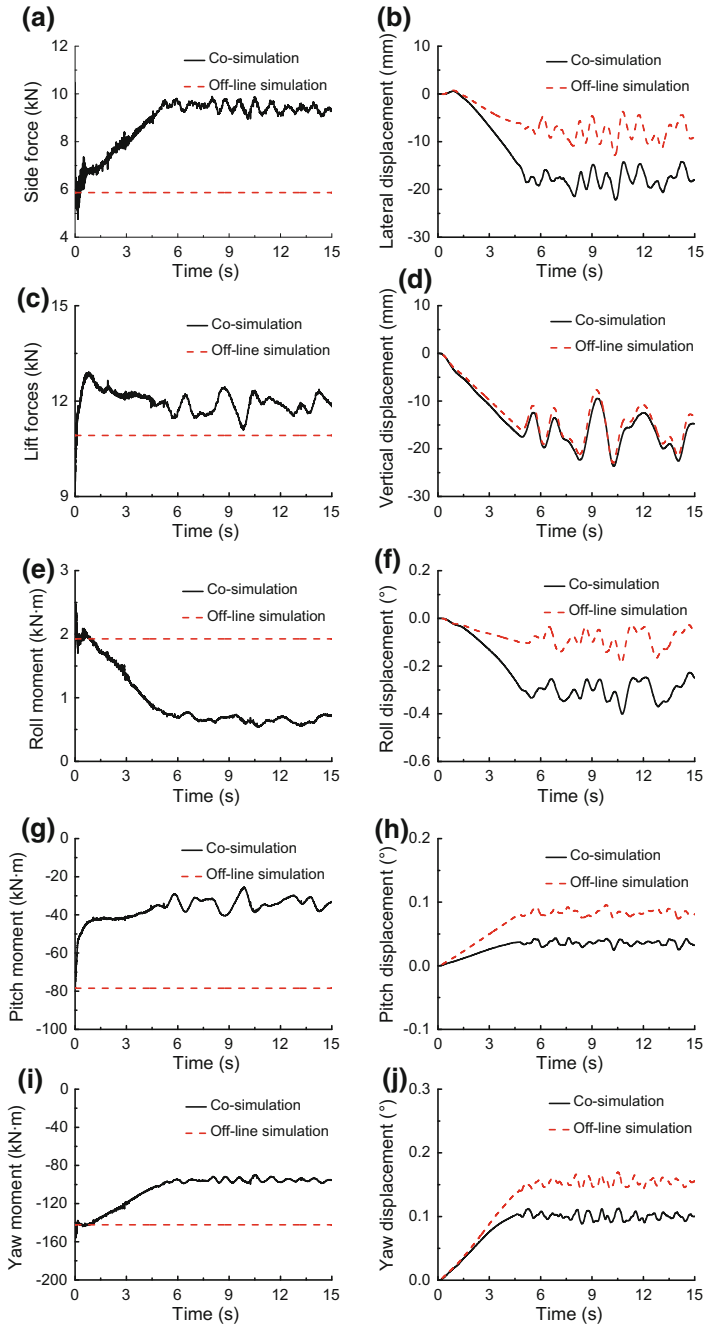 (a)
12
10
8
6
4
Side force (kN)
0 3 6 9 12 15
Time (s)
Co-simulation
Off-line simulation
(b)
10
0
-10
-20
-30
Lateral displacement (mm)
0 3 6 9 12 15
Time (s)
Co-simulation
Off-line simulation
(c)
15
12
9
Lift forces (kN)
0 3 6 9 12 15
Time (s)
Co-simulation
Off-line simulation
(d)
10
0
-10
-20
-30
Vertical displacement (mm)
0 3 6 9 12 15
Time (s)
Co-simulation
Off-line simulation
(e)
3
2
1
0
Roll moment (kN·m)
0 3 6 9 12 15
Time (s)
Co-simulation
Off-line simulation
(f)
0.2
0.0
-0.2
-0.4
-0.6
Roll displacement (°)
0 3 6 9 12 15
Time (s)
Co-simulation
Off-line simulation
(g)
0
-20
-40
-60
-80
-100
Pitch moment (kN·m)
0 3 6 9 12 15
Time (s)
Co-simulation
Off-line simulation
(h)
0.2
0.1
0.0
-0.1
Pitch displacement (°)
0 3 6 9 12 15
Time (s)
Co-simulation
Off-line simulation
(i)
0
-40
-80
-120
-160
-200
Yaw moment (kN·m)
0 3 6 9 12 15
Time (s)
Co-simulation
Off-line simulation
(j)
0.3
0.2
0.1
0.0
Yaw displacement (°)
0 3 6 9 12 15
Time (s)
Co-simulation
Off-line simulation